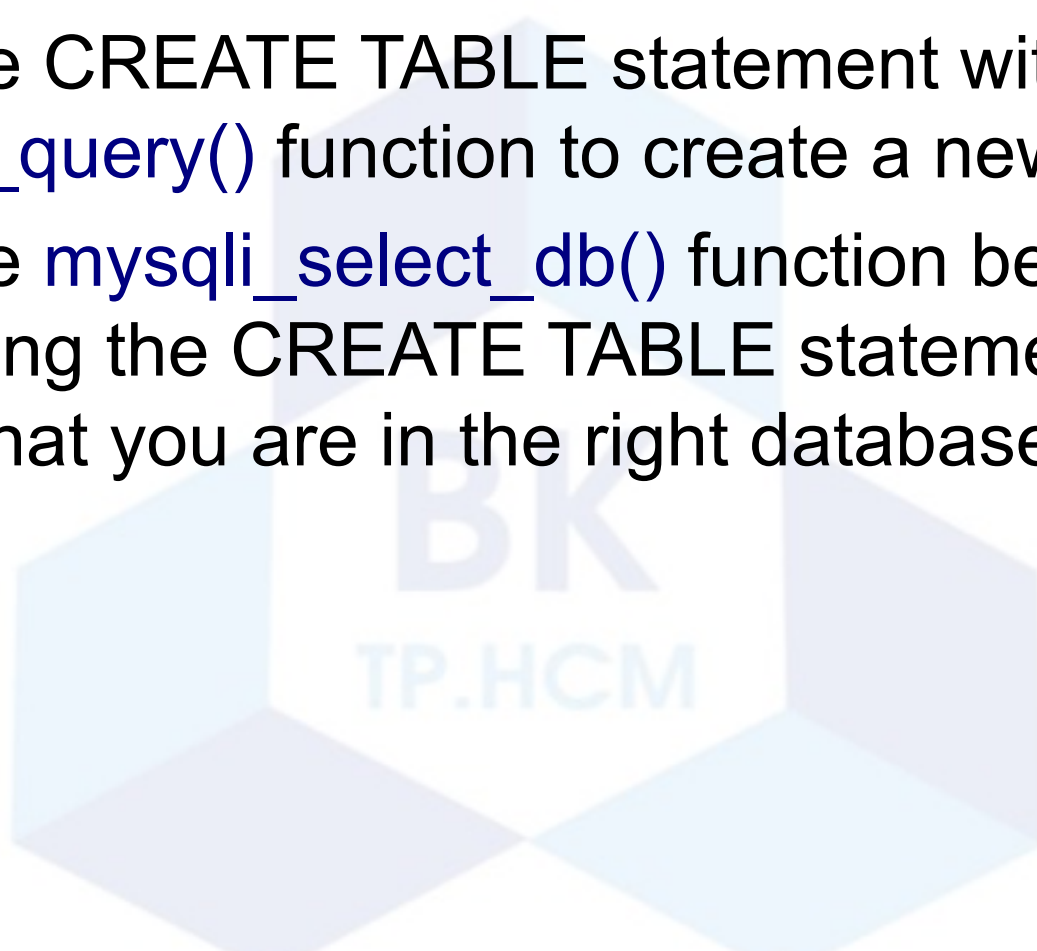 e CREATE TABLE statement wit
_query() function to create a new
e mysqli_select_db() function be
ng the CREATE TABLE stateme
hat you are in the right database
BK
TP.HCM